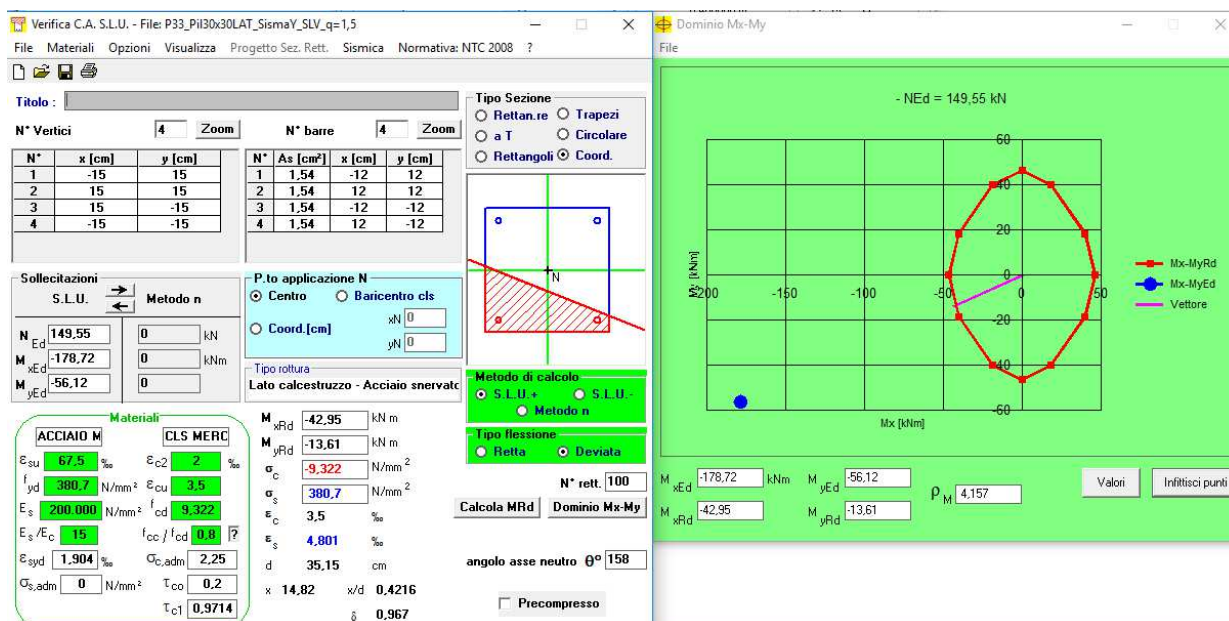 Verifica C.A. S.L.U. - File: P33_Pil30x30LAT_SismaY_SLV_q=1,5
File Materiali Opzioni Visualizza Progetto Sez. Rett. Sismica Normativa: NTC 2008 ?
Titolo :
N° Vertici 4 Zoom N° barre 4 Zoom
N° x [cm] y [cm]
1 -15 15
2 15 15
3 15 -15
4 -15 -15
N° As [cm²] x [cm] y [cm]
1 1,54 -12 12
2 1,54 12 12
3 1,54 -12 -12
4 1,54 12 -12
Tipo Sezione
Rettan.re Trapezi
a T Circolare
Rettangoli Coord.
N
Sollecitazioni
S.L.U. Metodo n
N Ed 149,55 0 kN
M xEd -178,72 0 kNm
M yEd -56,12 0
P.to applicazione N
Centro Baricentro cls
Coord.[cm] xN 0
yN 0
Tipo rottura
Lato calcestruzzo - Acciaio snervato
Metodo di calcolo
S.L.U.+ S.L.U.-
Metodo n
Tipo flessione
Retta Deviata
N° rett. 100
Calcola MRd Dominio Mx-My
angolo asse neutro θ° 158
Precompresso
Materiali
ACCIAIO M CLS MERC
εsu 67,5 ‰ εc2 2 ‰
fyd 380,7 N/mm² εcu 3,5
Es 200.000 N/mm² fcd 9,322
Es/Ec 15 fcc / fcd 0,8 ?
εsyd 1,904 ‰ σc,adm 2,25
σs,adm 0 N/mm² τco 0,2
τc1 0,9714
M xRd -42,95 kN m
M yRd -13,61 kN m
σc -9,322 N/mm²
σs 380,7 N/mm²
εc 3,5 ‰
εs 4,801 ‰
d 35,15 cm
x 14,82 x/d 0,4216
δ 0,967
Dominio Mx-My
File
- NEd = 149,55 kN
60
40
20
0
-20
-40
-60
-200 -150 -100 -50 0 50
[kNm]
Mx [kNm]
Mx-MyRd
Mx-MyEd
Vettore
M xEd -178,72 kNm M yEd -56,12
M xRd -42,95 M yRd -13,61
ρM 4,157
Valori Infittisci punti